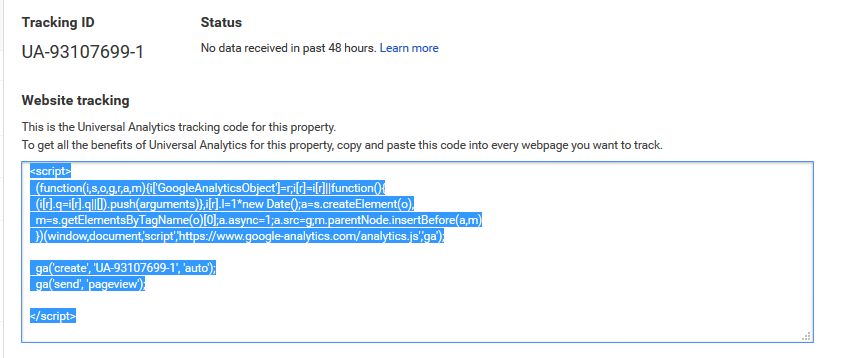 Tracking ID
Status
UA-93107699-1
No data received in past 48 hours. Learn more
Website tracking
This is the Universal Analytics tracking code for this property.
To get all the benefits of Universal Analytics for this property, copy and paste this code into every webpage you want to track.
<script>
(function(i,s,o,g,r,a,m){i['GoogleAnalyticsObject']=r;i[r]=i[r]||function(){
(i[r].q=i[r].q||[]).push(arguments)},i[r].l=1*new Date();a=s.createElement(o),
m=s.getElementsByTagName(o)[0];a.async=1;a.src=g;m.parentNode.insertBefore(a,m)
})(window,document,'script','https://www.google-analytics.com/analytics.js','ga');
ga('create', 'UA-93107699-1', 'auto');
ga('send', 'pageview');
</script>